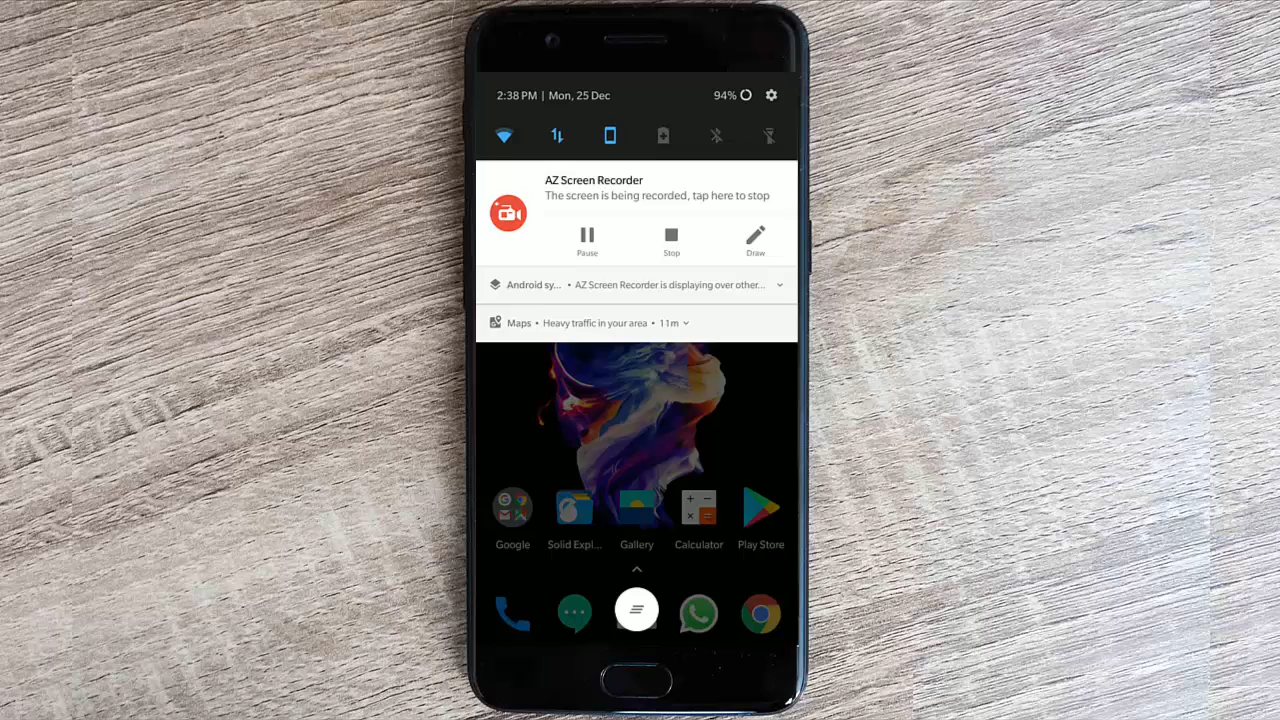 2:38 PM | Mon, 25 Dec
94%
AZ Screen Recorder
The screen is being recorded, tap here to stop
Pause
Stop
Draw
Android sy... • AZ Screen Recorder is displaying over other...
Maps • Heavy traffic in your area • 11m
Google
Solid Expl...
Gallery
Calculator
Play Store